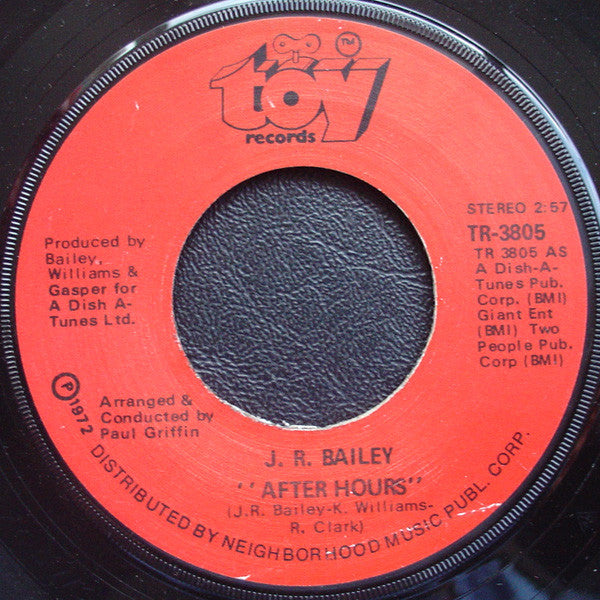 töy
TM
records
STEREO 2:57
TR-3805
TR 3805 AS
A Dish-A-
Tunes Pub.
Corp. (BMI)
Giant Ent
(BMI) Two
People Pub.
Corp (BMI)
Produced by
Bailey,
Williams &
Gasper for
A Dish A-
Tunes Ltd.
Arranged &
Conducted by
Paul Griffin
J. R. BAILEY
"AFTER HOURS"
(J.R. Bailey-K. Williams-
R. Clark)
Ⓟ1972 DISTRIBUTED BY NEIGHBORHOOD MUSIC PUBL. CORP.